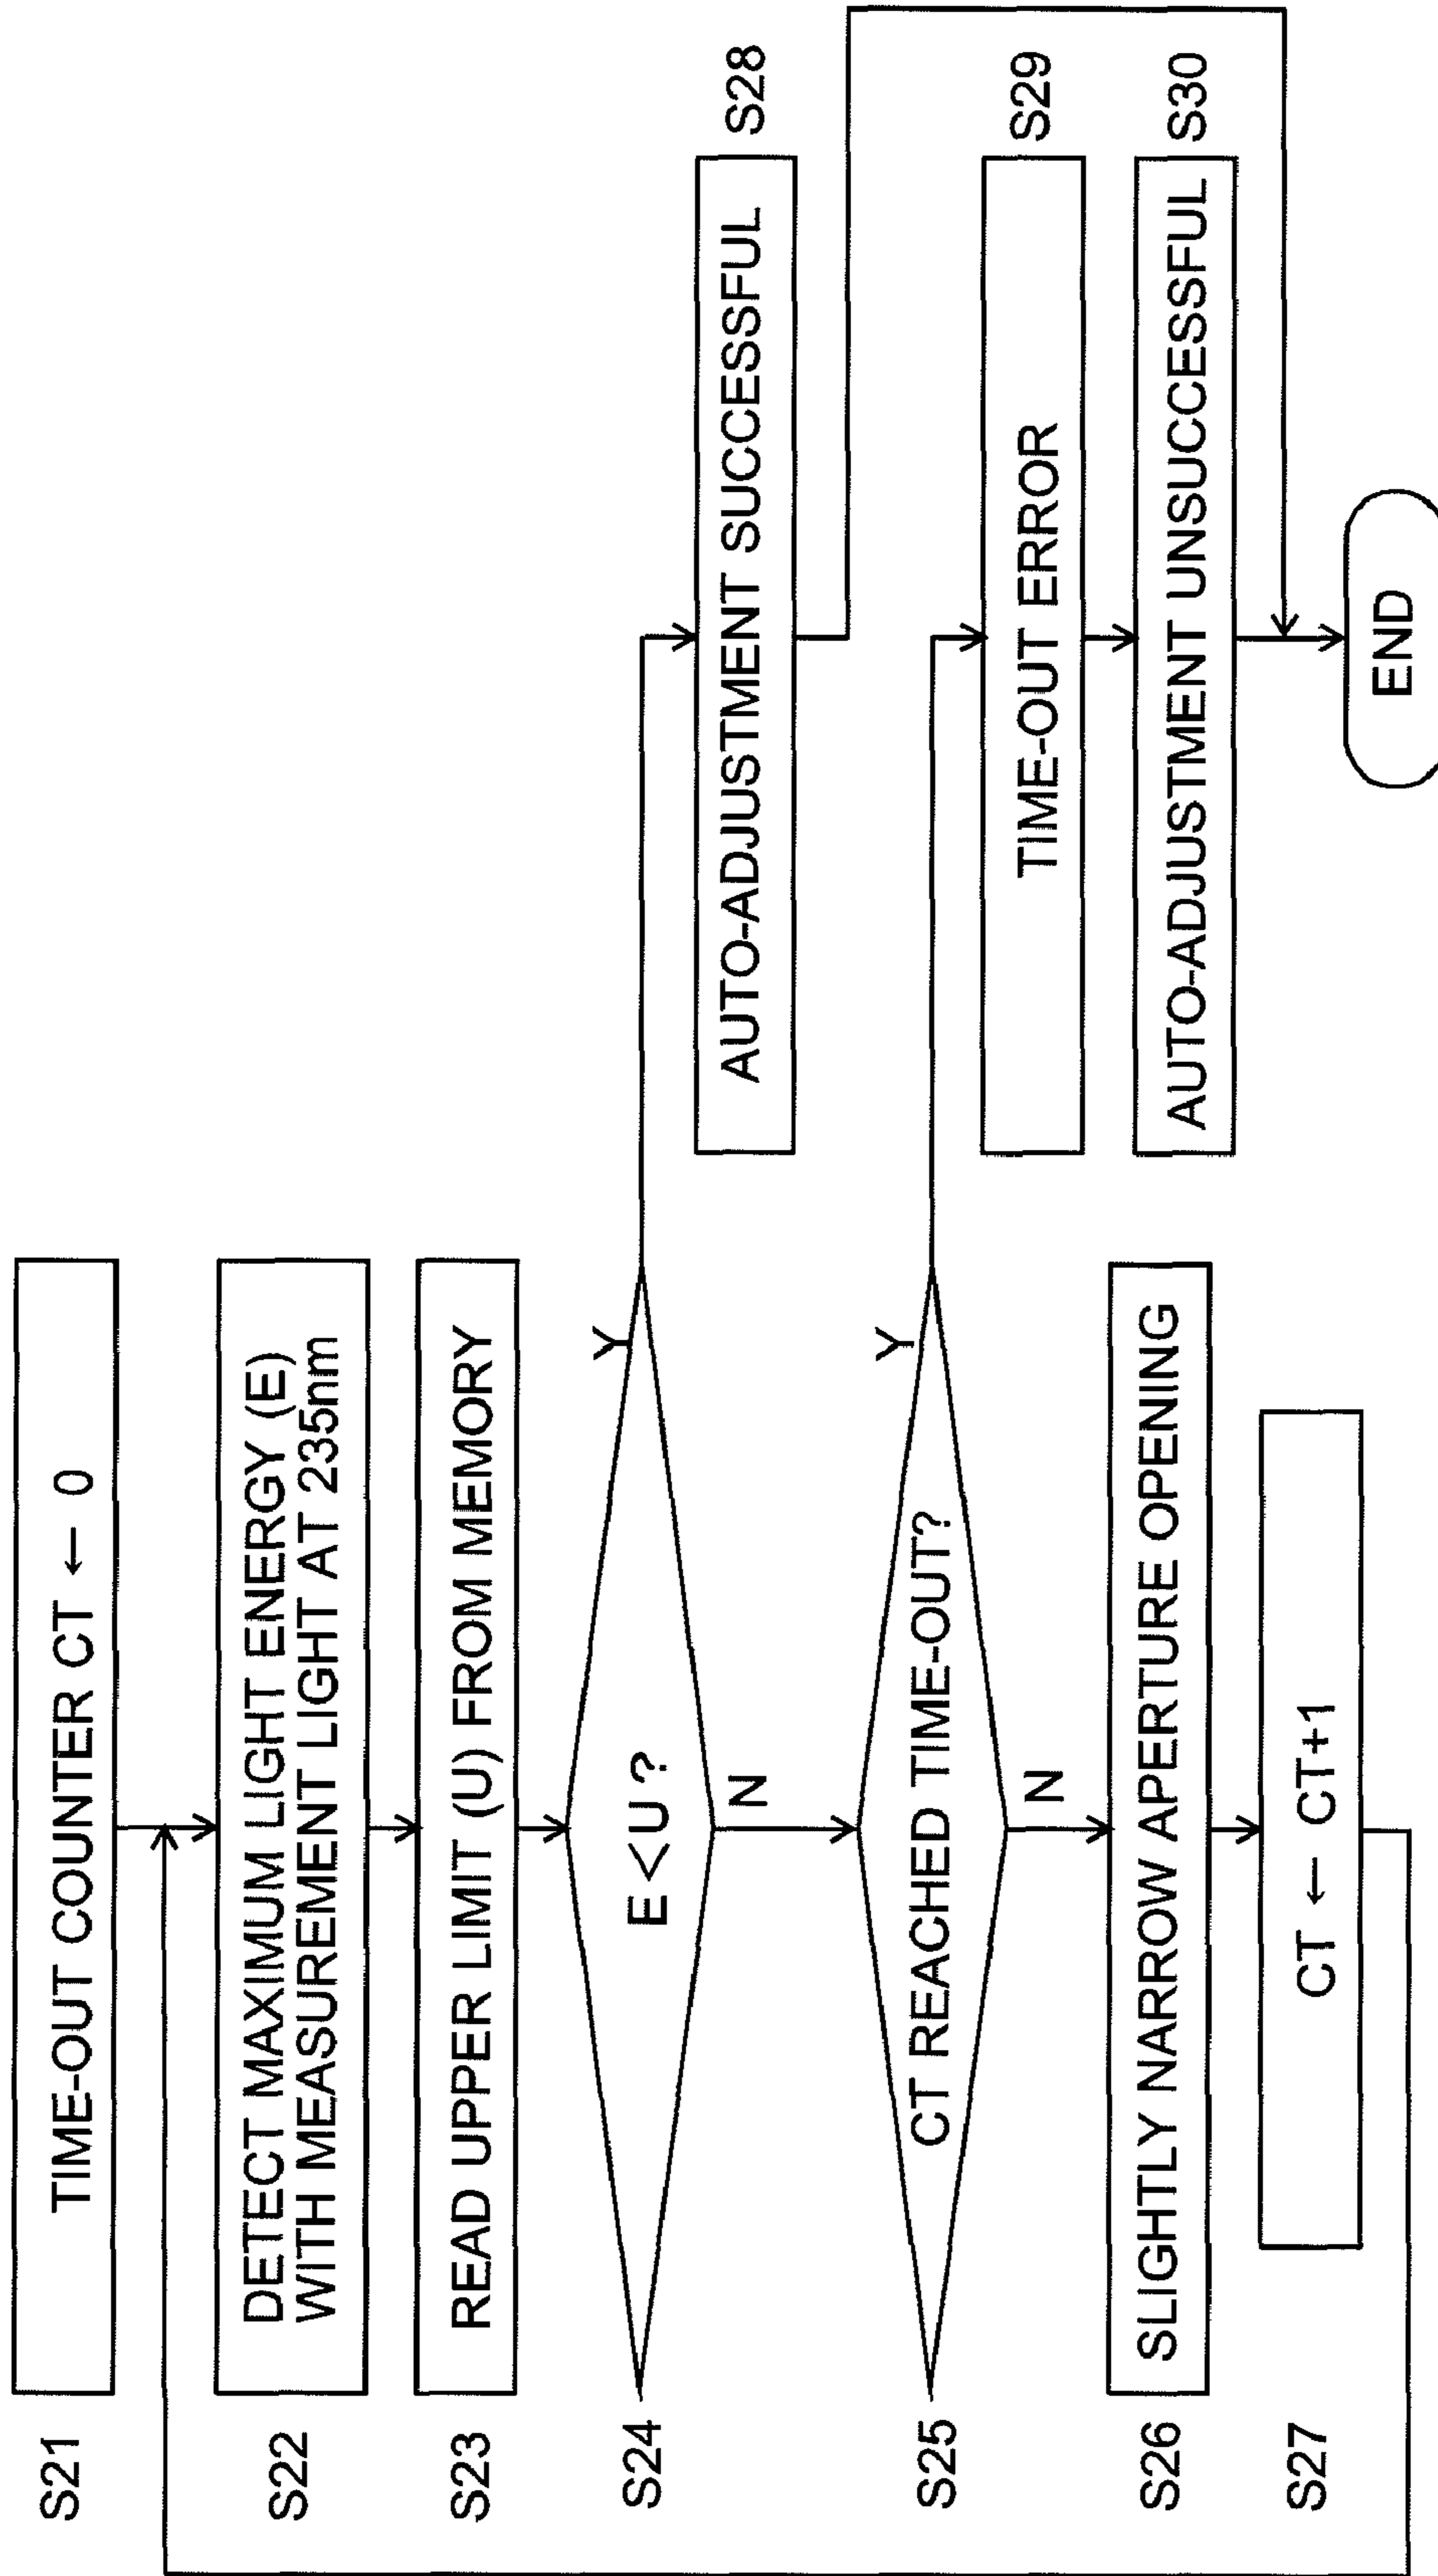 S21
TIME-OUT COUNTER CT ← 0
S22
DETECT MAXIMUM LIGHT ENERGY (E)
WITH MEASUREMENT LIGHT AT 235nm
S23
READ UPPER LIMIT (U) FROM MEMORY
S24
E<U?
Y
N
AUTO-ADJUSTMENT SUCCESSFUL
S28
S25
CT REACHED TIME-OUT?
Y
N
TIME-OUT ERROR
S29
S26
SLIGHTLY NARROW APERTURE OPENING
AUTO-ADJUSTMENT UNSUCCESSFUL
S30
S27
CT ← CT+1
END